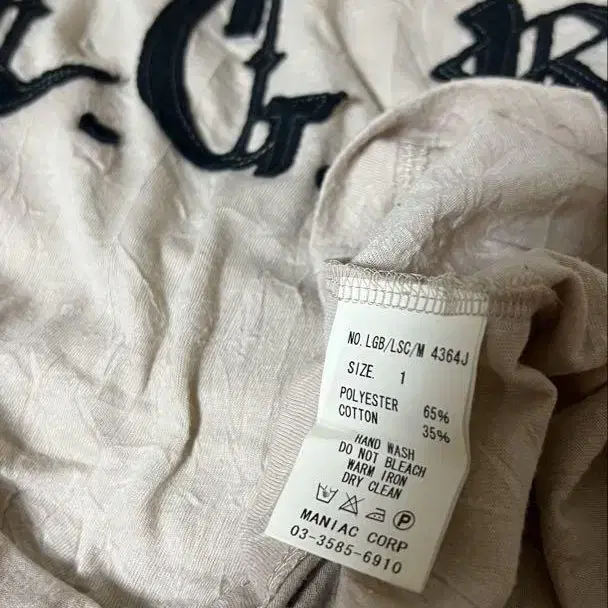 L.G.B
NO. LGB/LSC/M 4364J
SIZE. 1
POLYESTER 65%
COTTON 35%
HAND WASH
DO NOT BLEACH
WARM IRON
DRY CLEAN
P
MANIAC CORP
03-3585-6910